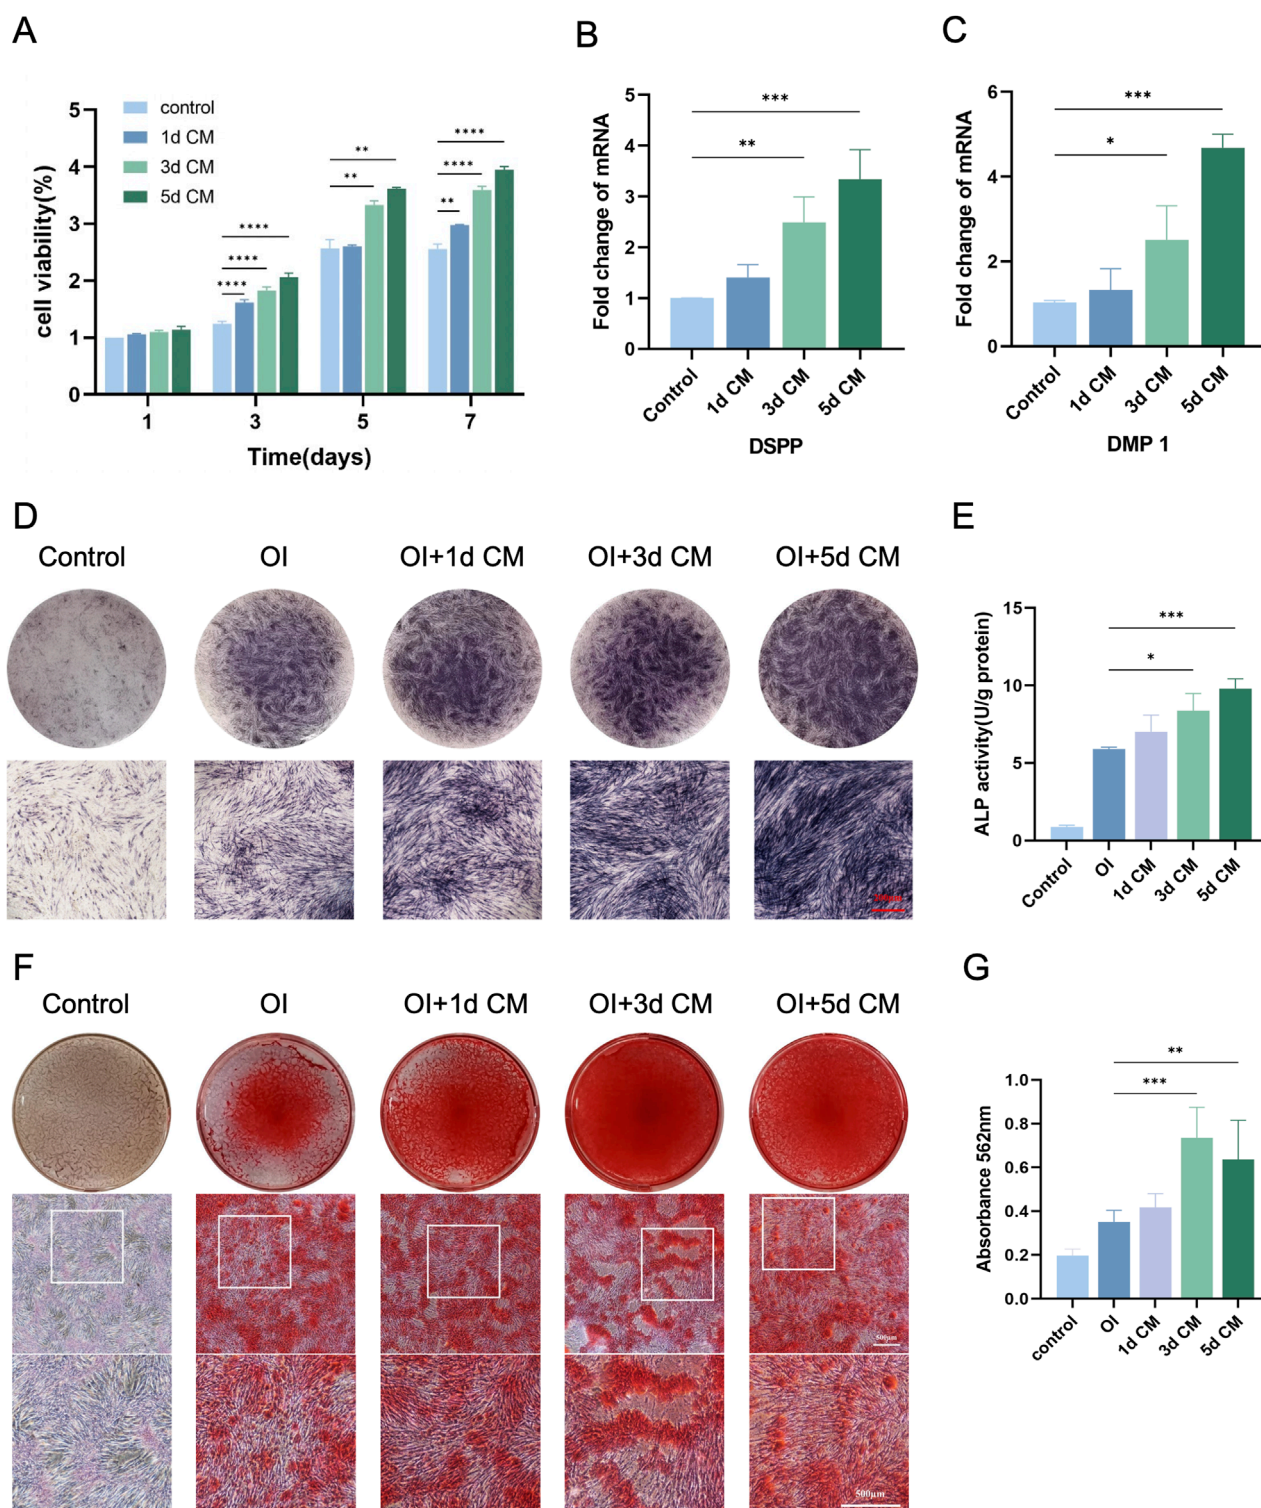 A
cell viability(%)
5
4
3
2
1
0
control
1d CM
3d CM
5d CM
****
****
****
**
**
****
****
**
1
3
5
7
Time(days)
B
Fold change of mRNA
5
4
3
2
1
0
***
**
Control
1d CM
3d CM
5d CM
DSPP
C
Fold change of mRNA
6
4
2
0
***
*
Control
1d CM
3d CM
5d CM
DMP 1
D
Control
OI
OI+1d CM
OI+3d CM
OI+5d CM
E
ALP activity(U/g protein)
15
10
5
0
***
*
Control
OI
1d CM
3d CM
5d CM
F
Control
OI
OI+1d CM
OI+3d CM
OI+5d CM
500μm
500μm
G
Absorbance 562nm
1.0
0.8
0.6
0.4
0.2
0.0
**
***
control
OI
1d CM
3d CM
5d CM